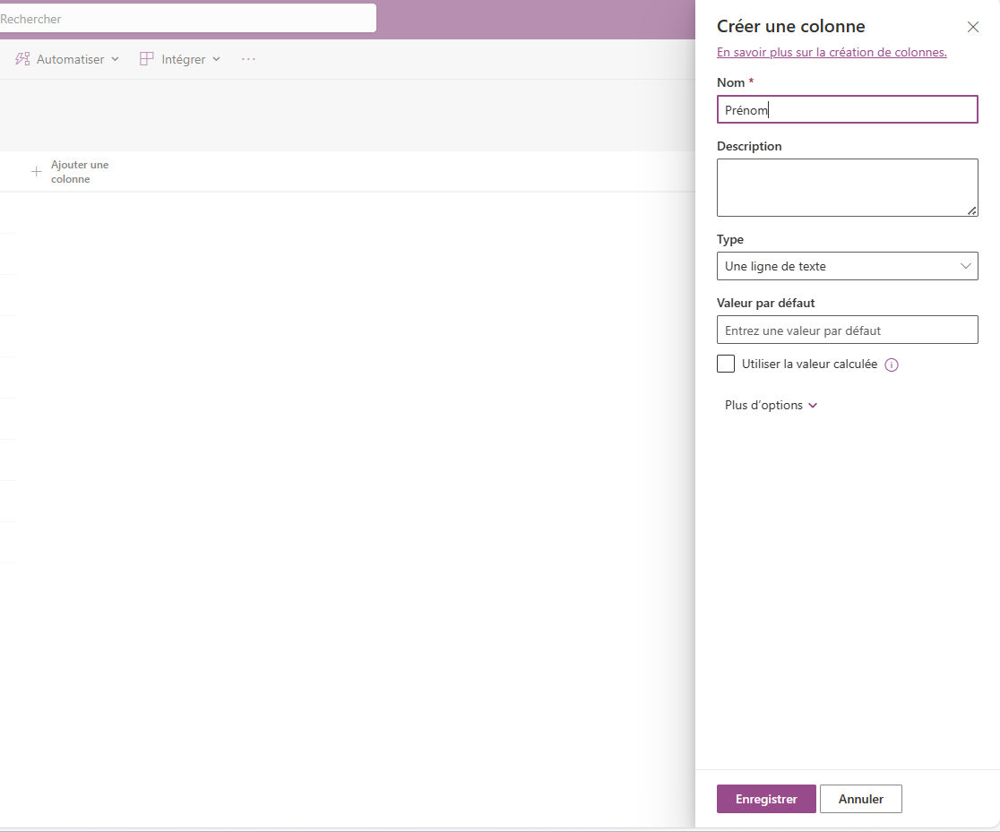 Rechercher
Automatiser
Intégrer
...
Ajouter une
colonne
Créer une colonne
En savoir plus sur la création de colonnes.
Nom *
Prénom
Description
Type
Une ligne de texte
Valeur par défaut
Entrez une valeur par défaut
Utiliser la valeur calculée
Plus d’options
Enregistrer
Annuler